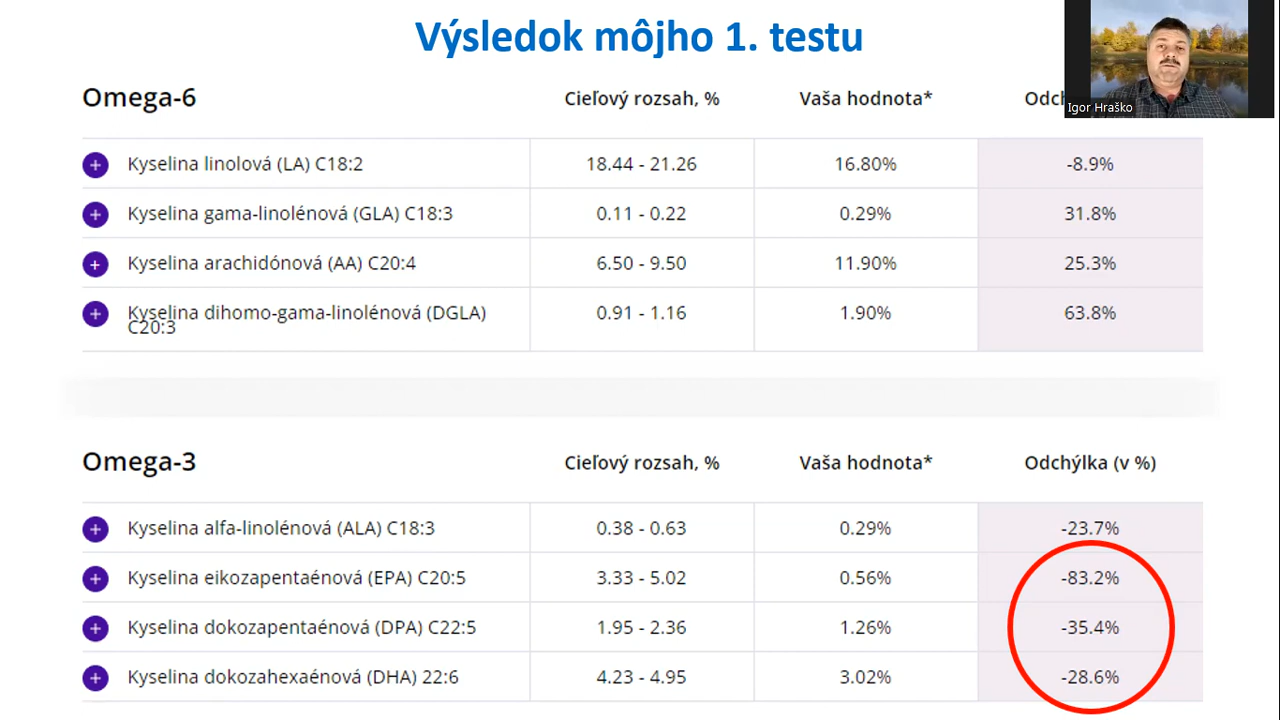 Výsledok môjho 1. testu
Igor Hraško
Omega-6 Cieľový rozsah, % Vaša hodnota*
Kyselina linolová (LA) C18:2 18.44 - 21.26 16.80% -8.9%
Kyselina gama-linolénová (GLA) C18:3 0.11 - 0.22 0.29% 31.8%
Kyselina arachidónová (AA) C20:4 6.50 - 9.50 11.90% 25.3%
Kyselina dihomo-gama-linolénová (DGLA) 0.91 - 1.16 1.90% 63.8%
C20:3
Omega-3 Cieľový rozsah, % Vaša hodnota* Odchýlka (v %)
Kyselina alfa-linolénová (ALA) C18:3 0.38 - 0.63 0.29% -23.7%
Kyselina eikozapentaénová (EPA) C20:5 3.33 - 5.02 0.56% -83.2%
Kyselina dokozapentaénová (DPA) C22:5 1.95 - 2.36 1.26% -35.4%
Kyselina dokozahexaénová (DHA) 22:6 4.23 - 4.95 3.02% -28.6%